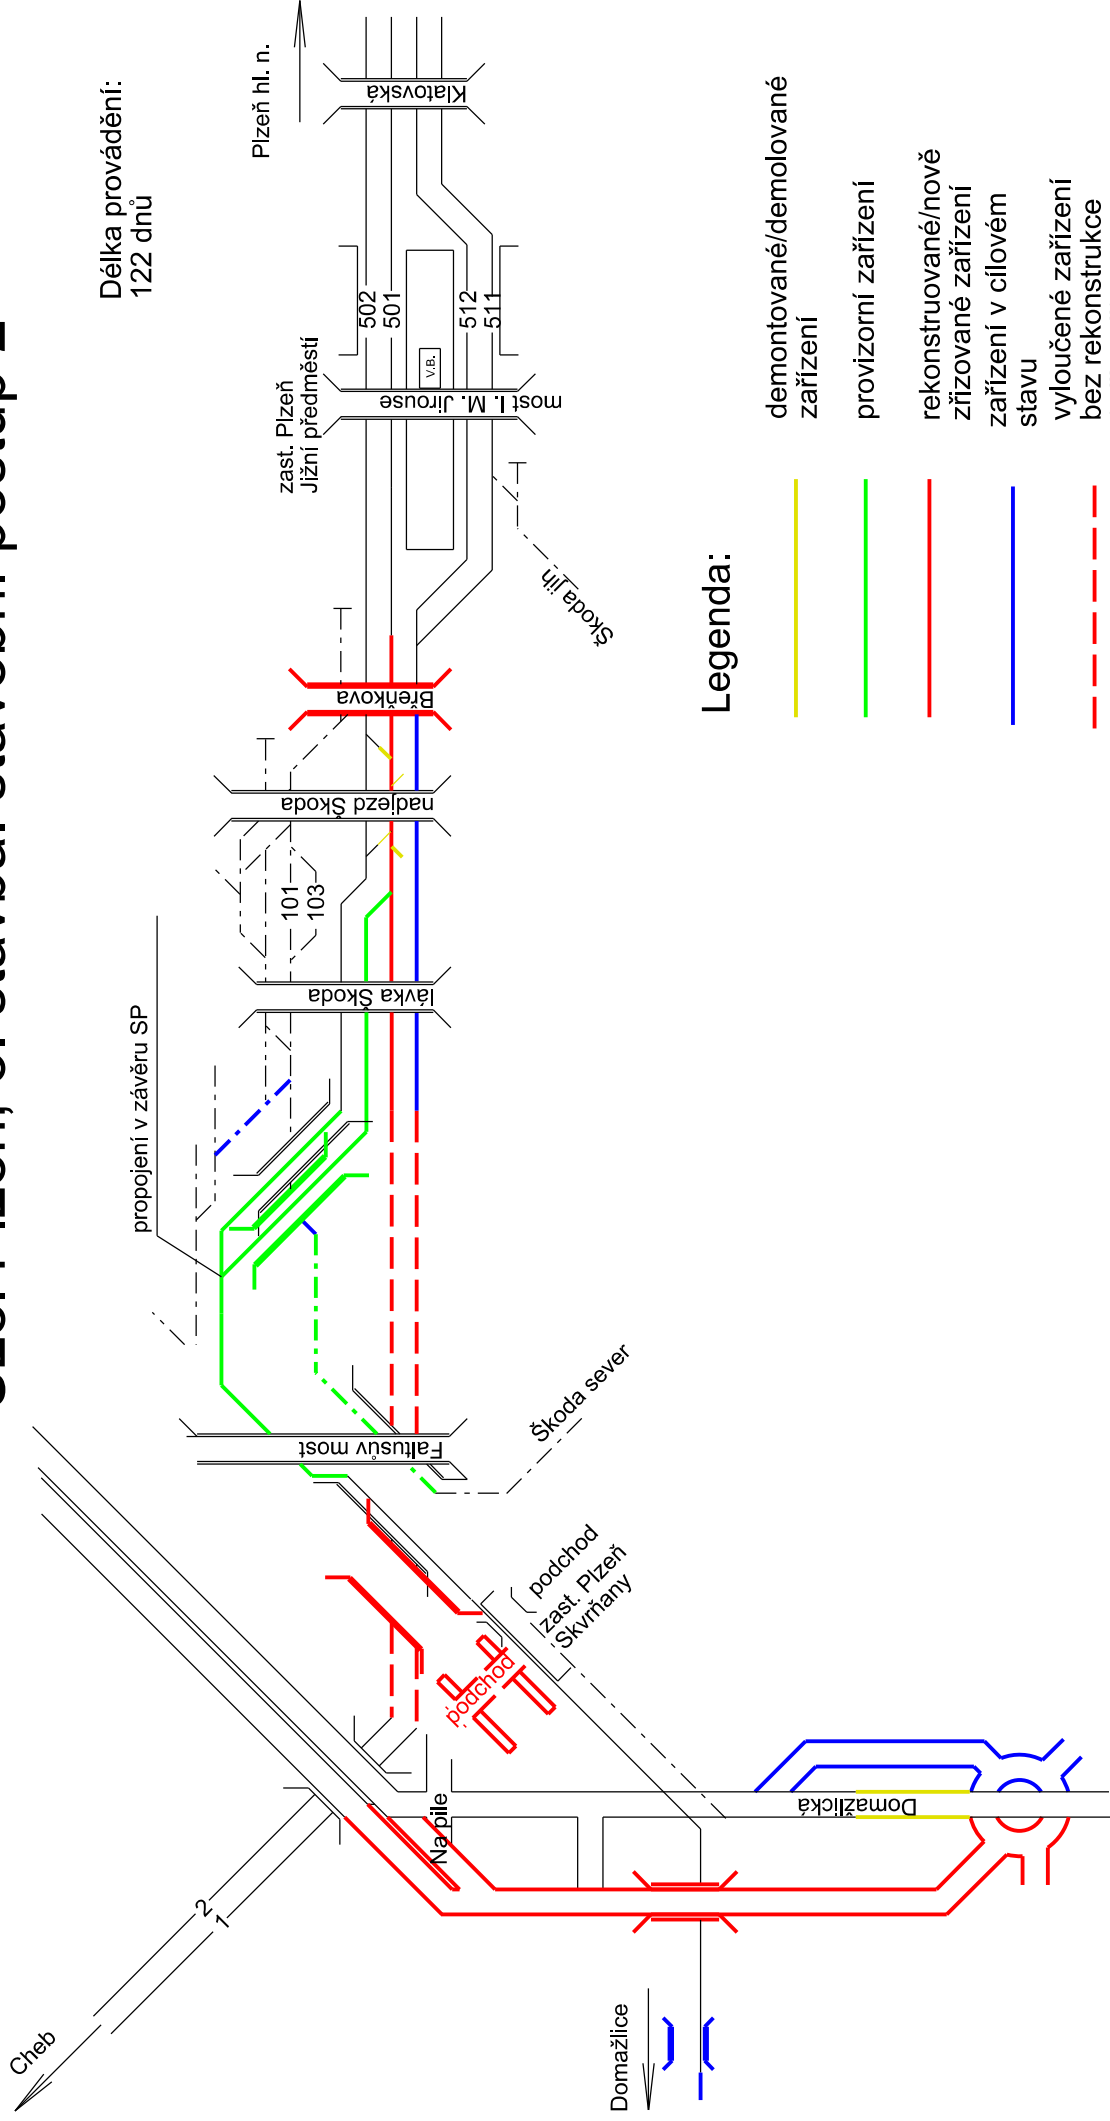 Délka provádění:
122 dnů
Plzeň hl. n.
Klatovská
502
501
512
511
V.B.
zast. Plzeň
Jižní předměstí
most I. M. Jirouse
Škoda jih
Břeňkova
nadjezd Škoda
101
103
lávka Škoda
propojení v závěru SP
Faltusův most
Škoda sever
podchod
zast. Plzeň
Skvrňany
podchod
Na pile
Domažlická
2
1
Cheb
Domažlice
Legenda:
demontované/demolované
zařízení
provizorní zařízení
rekonstruované/nově
zřizované zařízení
zařízení v cílovém
stavu
vyloučené zařízení
bez rekonstrukce